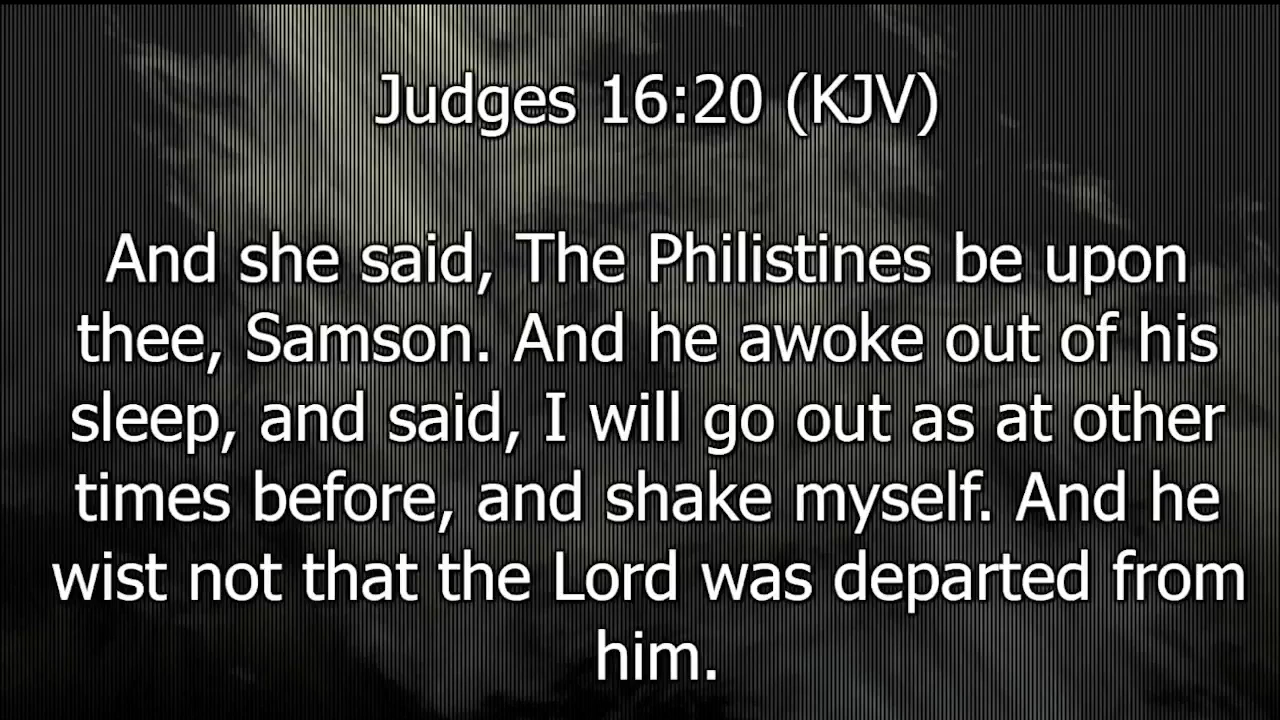 Judges 16:20 (KJV)
And she said, The Philistines be upon
thee, Samson. And he awoke out of his
sleep, and said, I will go out as at other
times before, and shake myself. And he
wist not that the Lord was departed from
him.